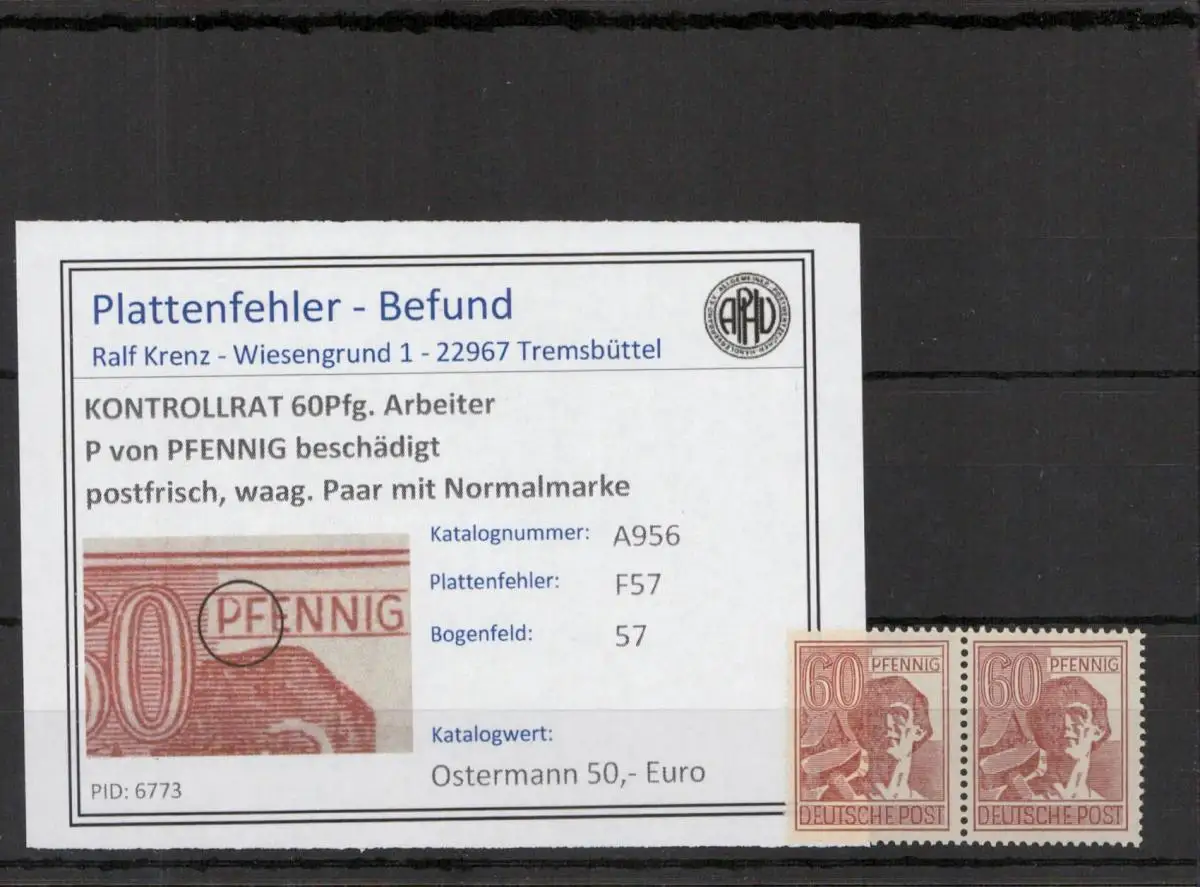 Plattenfehler - Befund
Ralf Krenz - Wiesengrund 1 - 22967 Tremsbüttel
APHV
KONTROLLRAT 60Pfg. Arbeiter
P von PFENNIG beschädigt
postfrisch, waag. Paar mit Normalmarke
60 PFENNIG
Katalognummer: A956
Plattenfehler: F57
Bogenfeld: 57
Katalogwert:
Ostermann 50,- Euro
PID: 6773
60 PFENNIG
DEUTSCHE POST
60 PFENNIG
DEUTSCHE POST